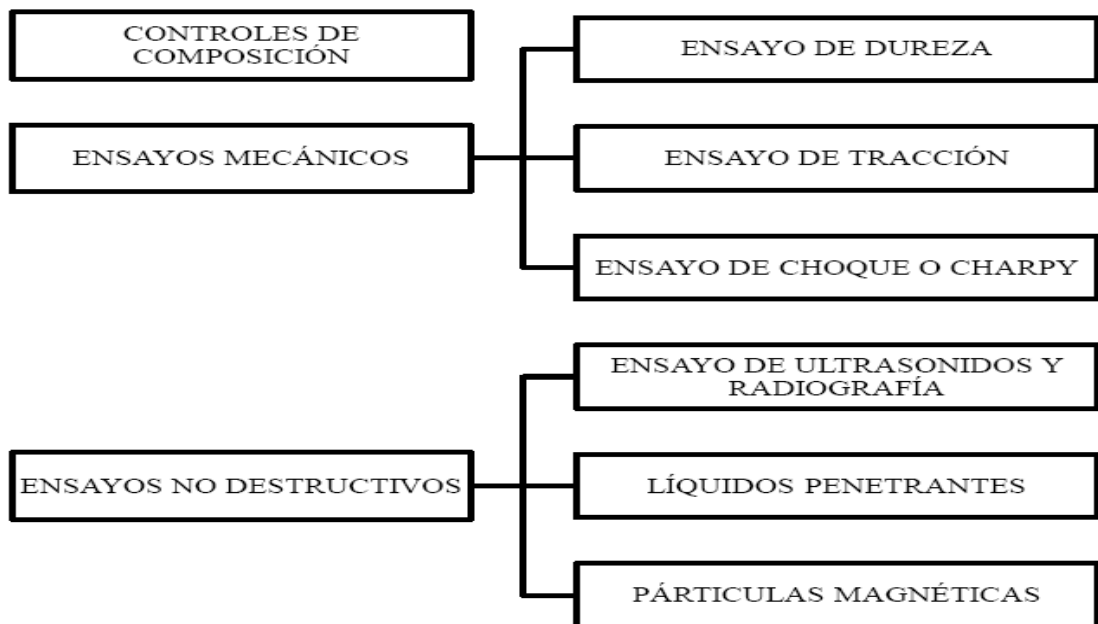 CONTROLES DE
COMPOSICIÓN
ENSAYOS MECÁNICOS
ENSAYO DE DUREZA
ENSAYO DE TRACCIÓN
ENSAYO DE CHOQUE O CHARPY
ENSAYOS NO DESTRUCTIVOS
ENSAYO DE ULTRASONIDOS Y
RADIOGRAFÍA
LÍQUIDOS PENETRANTES
PÁRTICULAS MAGNÉTICAS